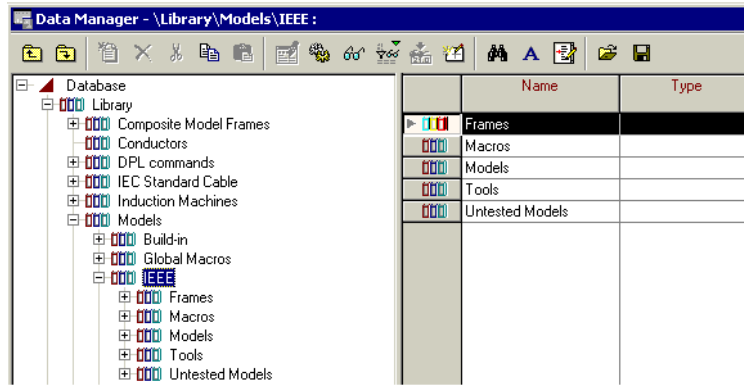 Data Manager - \Library\Models\IEEE :
A
Database
Library
Composite Model Frames
Conductors
DPL commands
IEC Standard Cable
Induction Machines
Models
Build-in
Global Macros
IEEE
Frames
Macros
Models
Tools
Untested Models
Name Type
Frames
Macros
Models
Tools
Untested Models